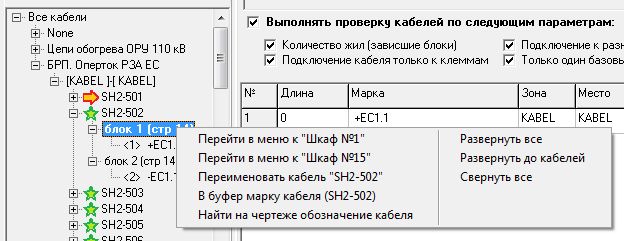 Все кабели
None
Цепи обогрева ОРУ 110 кВ
БРП. Оперток РЗА ЕС
[KABEL ]-[ KABEL]
SH2-501
SH2-502
блок 1 (стр 14)
<1> +EC1.
блок 2 (стр 14
<2> -EC1.
SH2-503
SH2-504
SH2-505
SH2-506
Выполнять проверку кабелей по следующим параметрам:
Количество жил (зависшие блоки)
Подключение к раз
Подключение кабеля только к клеммам
Только один базовы
№ Длина Марка Зона Место
1 0 +EC1.1 KABEL KABEL
Перейти в меню к "Шкаф №1"
Перейти в меню к "Шкаф №15"
Переименовать кабель "SH2-502"
В буфер марку кабеля (SH2-502)
Найти на чертеже обозначение кабеля
Развернуть все
Развернуть до кабелей
Свернуть все